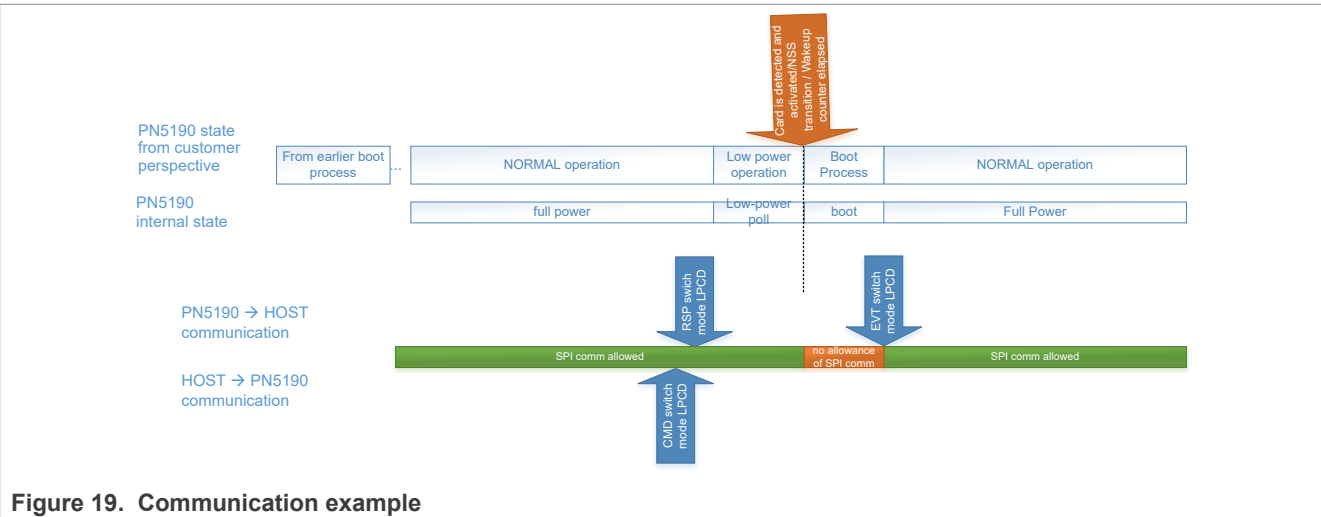 Card is detected and
activated/NSS
transition / Wakeup
counter elapsed
PN5190 state
from customer
perspective
From earlier boot
process
...
NORMAL operation
Low power
operation
Boot
Process
NORMAL operation
PN5190
internal state
full power
Low-power
poll
boot
Full Power
RSP swich
mode LPCD
EVT switch
mode LPCD
PN5190 → HOST
communication
SPI comm allowed
no allowance
of SPI comm
SPI comm allowed
HOST → PN5190
communication
CMD switch
mode LPCD
Figure 19. Communication example